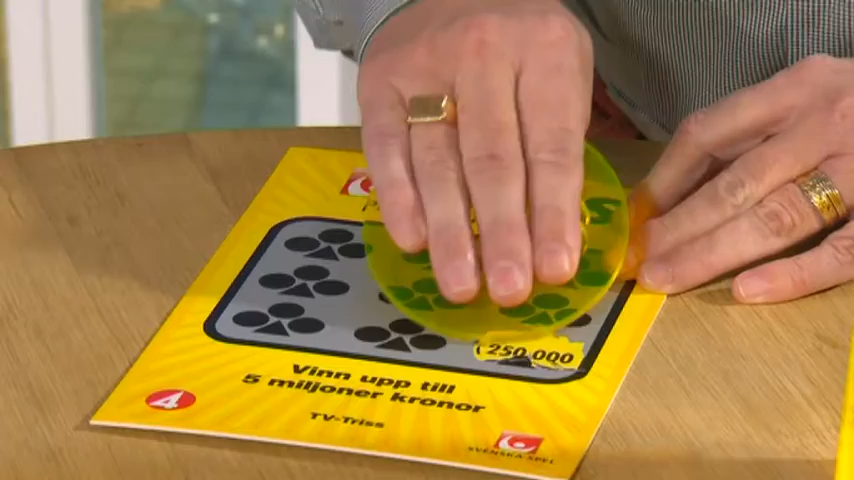 250 000
Vinn upp till
5 miljoner kronor
TV-Triss
4
SVENSKA SPEL